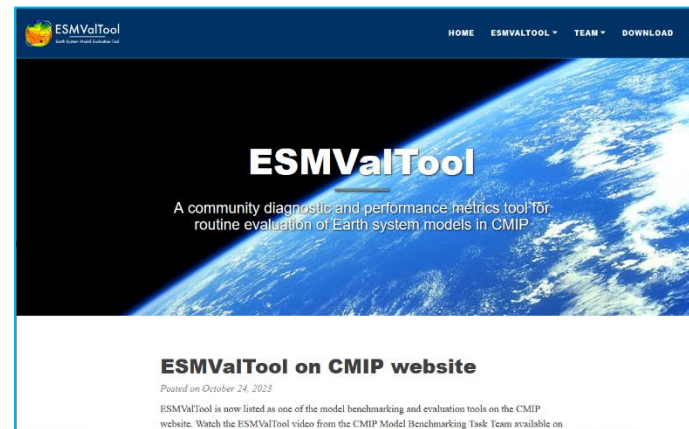 ESMValTool
Earth System Model Evaluation Tool
HOME ESMVALTOOL TEAM DOWNLOAD
ESMValTool
A community diagnostic and performance metrics tool for
routine evaluation of Earth system models in CMIP
ESMValTool on CMIP website
Posted on October 24, 2023
ESMValTool is now listed as one of the model benchmarking and evaluation tools on the CMIP
website. Watch the ESMValTool video from the CMIP Model Benchmarking Task Team available on